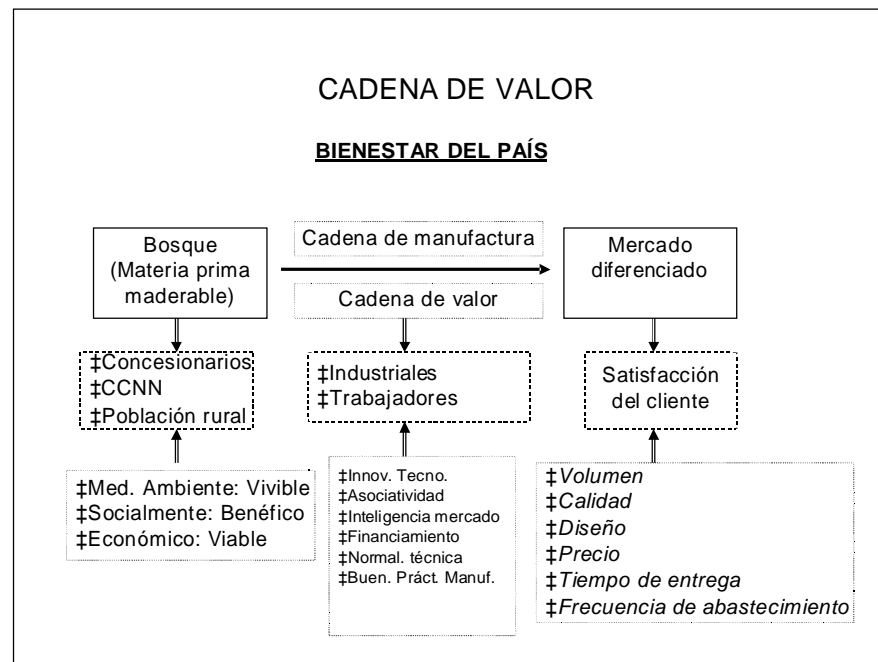 CADENA DE VALOR
BIENESTAR DEL PAÍS
Bosque
(Materia prima
maderable)
Cadena de manufactura
Cadena de valor
Mercado
diferenciado
‡Concesionarios
‡CCNN
‡Población rural
‡Industriales
‡Trabajadores
Satisfacción
del cliente
‡Med. Ambiente: Vivible
‡Socialmente: Benéfico
‡Económico: Viable
‡Innov. Tecno.
‡Asociatividad
‡Inteligencia mercado
‡Financiamiento
‡Normal. técnica
‡Buen. Práct. Manuf.
‡Volumen
‡Calidad
‡Diseño
‡Precio
‡Tiempo de entrega
‡Frecuencia de abastecimiento